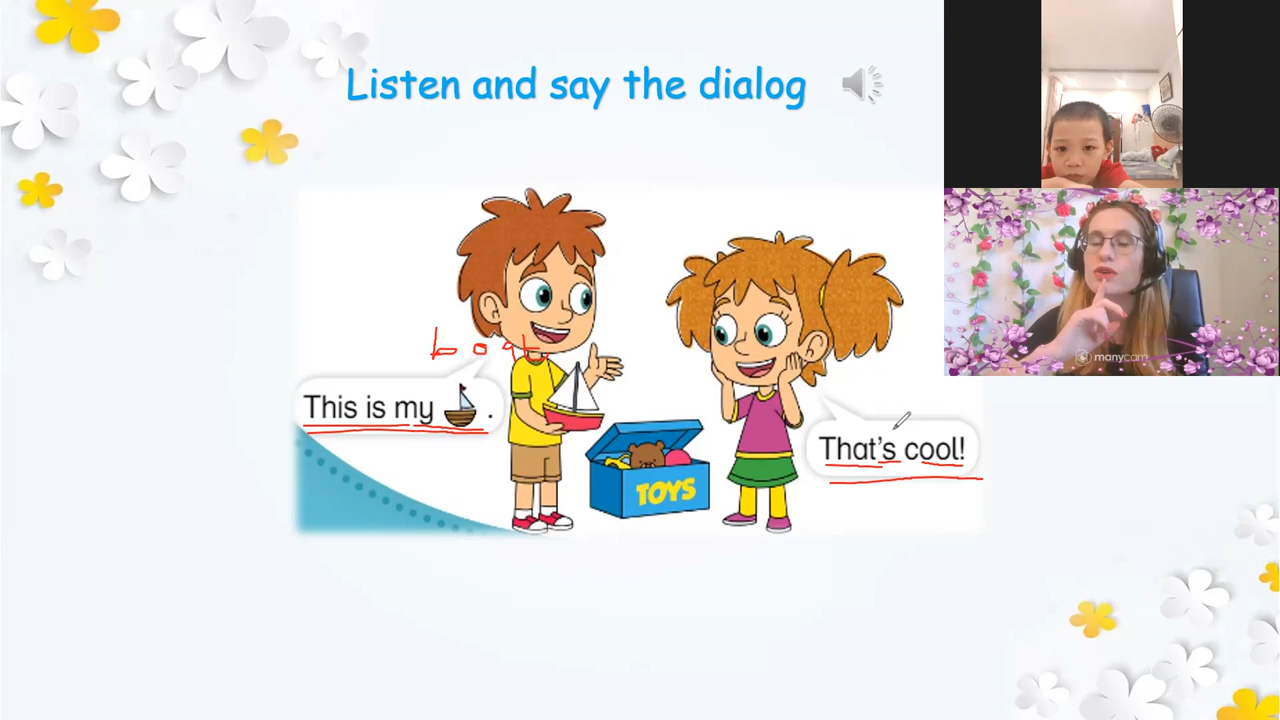 Listen and say the dialog
boat
This is my .
That's cool!
TOYS
manycam